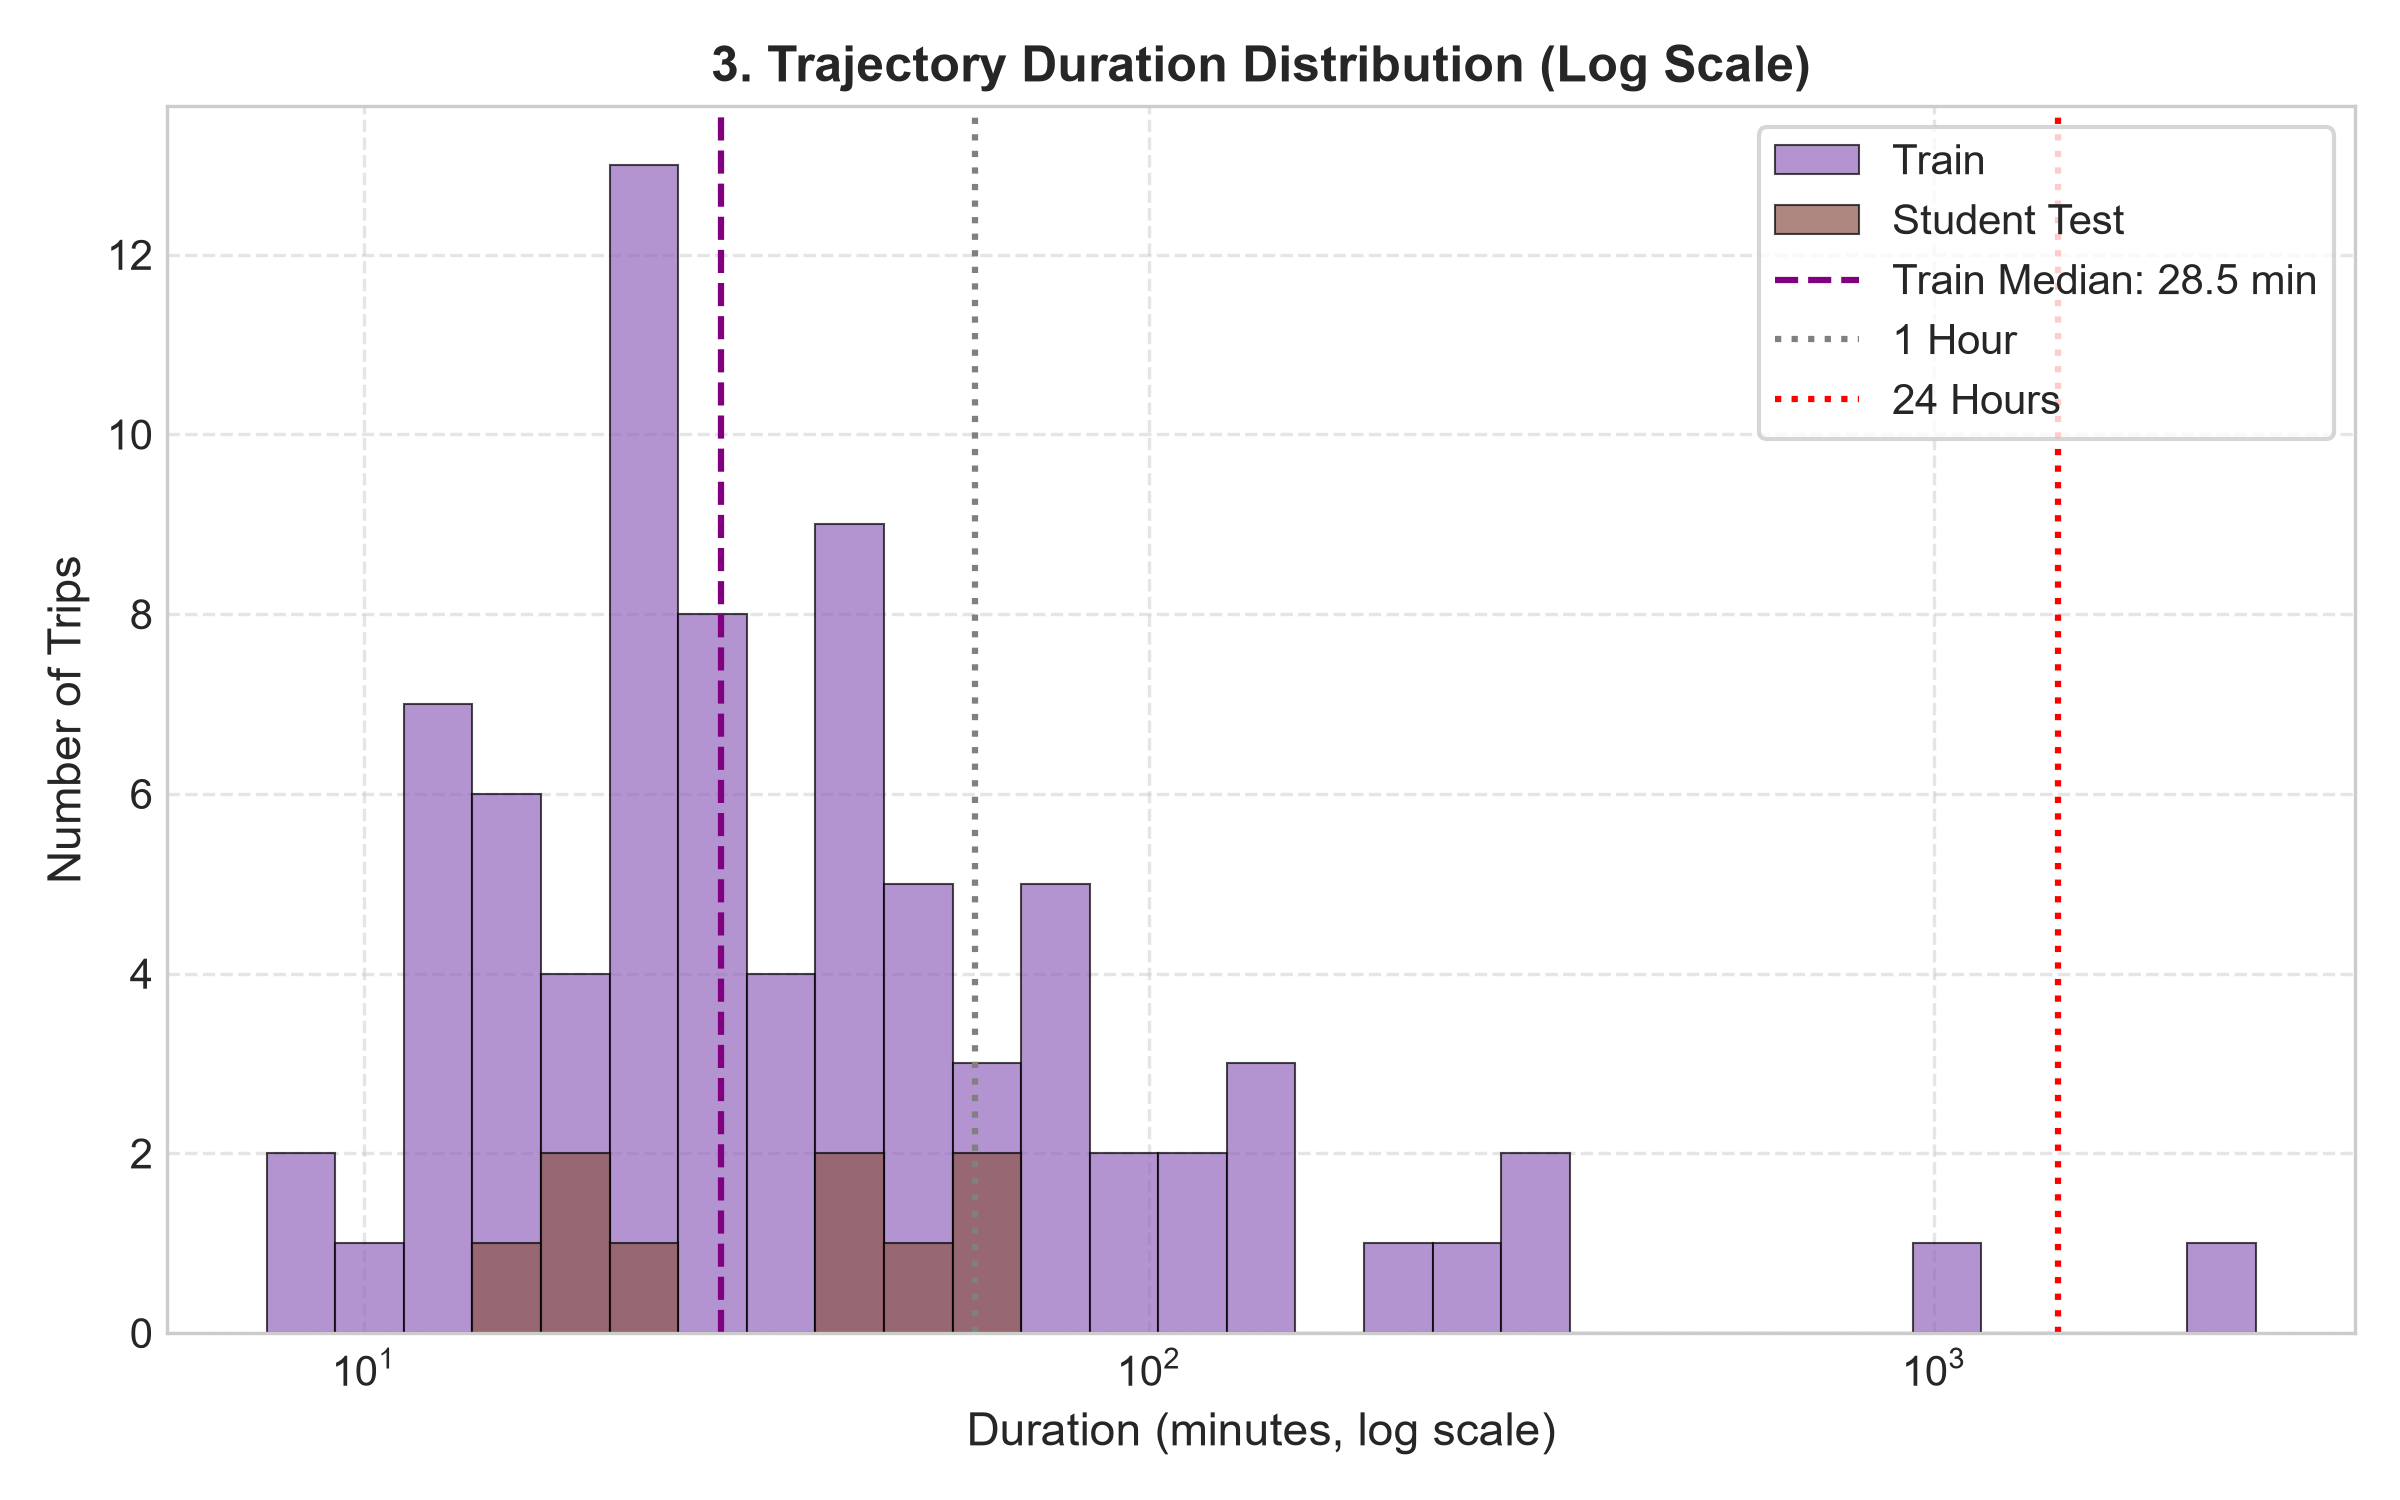 3. Trajectory Duration Distribution (Log Scale)
Train
Student Test
Train Median: 28.5 min
1 Hour
24 Hours
Number of Trips
12
10
8
6
4
2
0
10¹ 10² 10³
Duration (minutes, log scale)